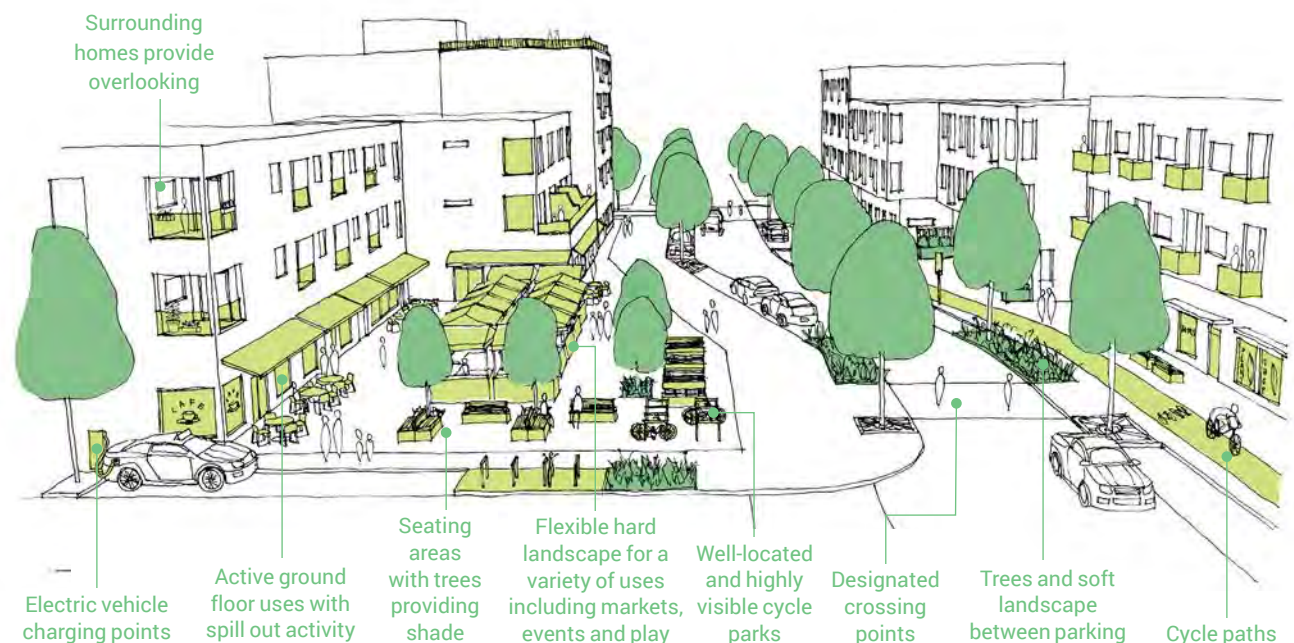 Surrounding
homes provide
overlooking
CAFE
Electric vehicle
charging points
Active ground
floor uses with
spill out activity
Seating
areas
with trees
providing
shade
Flexible hard
landscape for a
variety of uses
including markets,
events and play
Well-located
and highly
visible cycle
parks
Designated
crossing
points
Trees and soft
landscape
between parking
Cycle paths